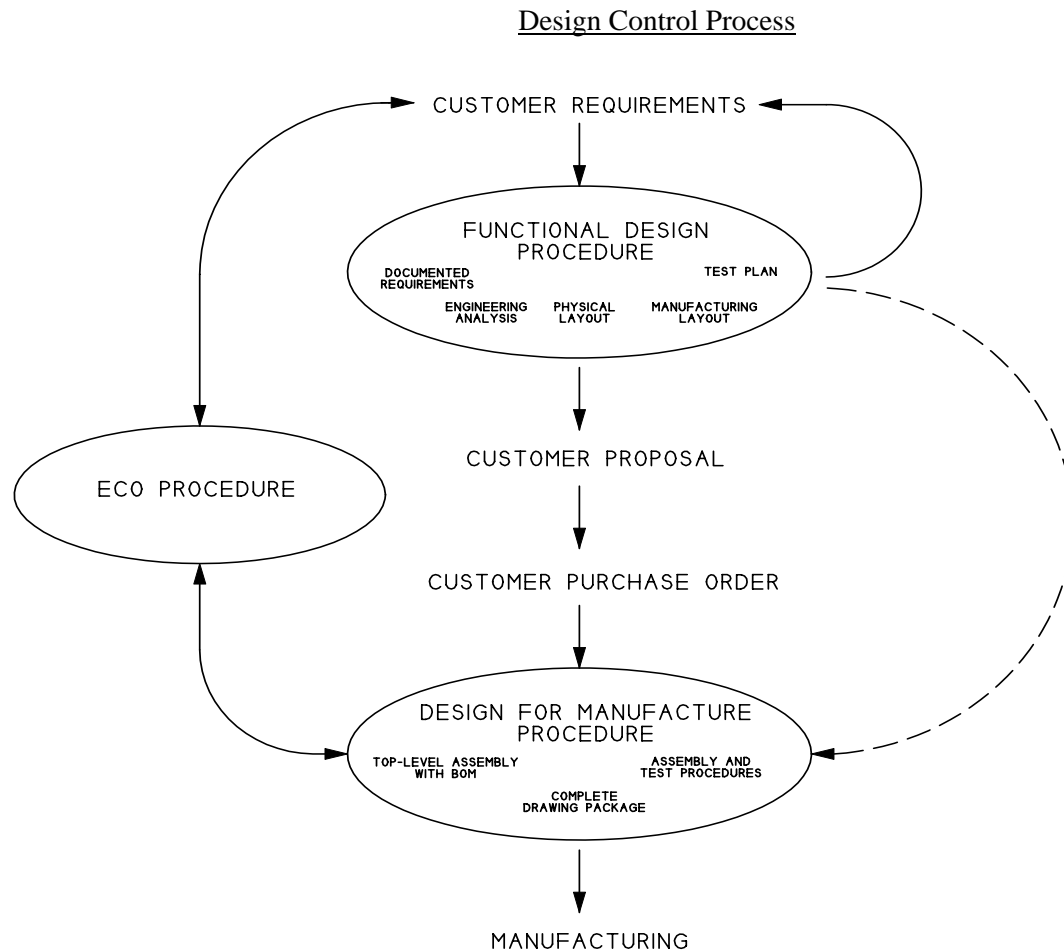 Design Control Process
CUSTOMER REQUIREMENTS
FUNCTIONAL DESIGN
PROCEDURE
DOCUMENTED
REQUIREMENTS
TEST PLAN
ENGINEERING
ANALYSIS
PHYSICAL
LAYOUT
MANUFACTURING
LAYOUT
CUSTOMER PROPOSAL
ECO PROCEDURE
CUSTOMER PURCHASE ORDER
DESIGN FOR MANUFACTURE
PROCEDURE
TOP-LEVEL ASSEMBLY
WITH BOM
ASSEMBLY AND
TEST PROCEDURES
COMPLETE
DRAWING PACKAGE
MANUFACTURING